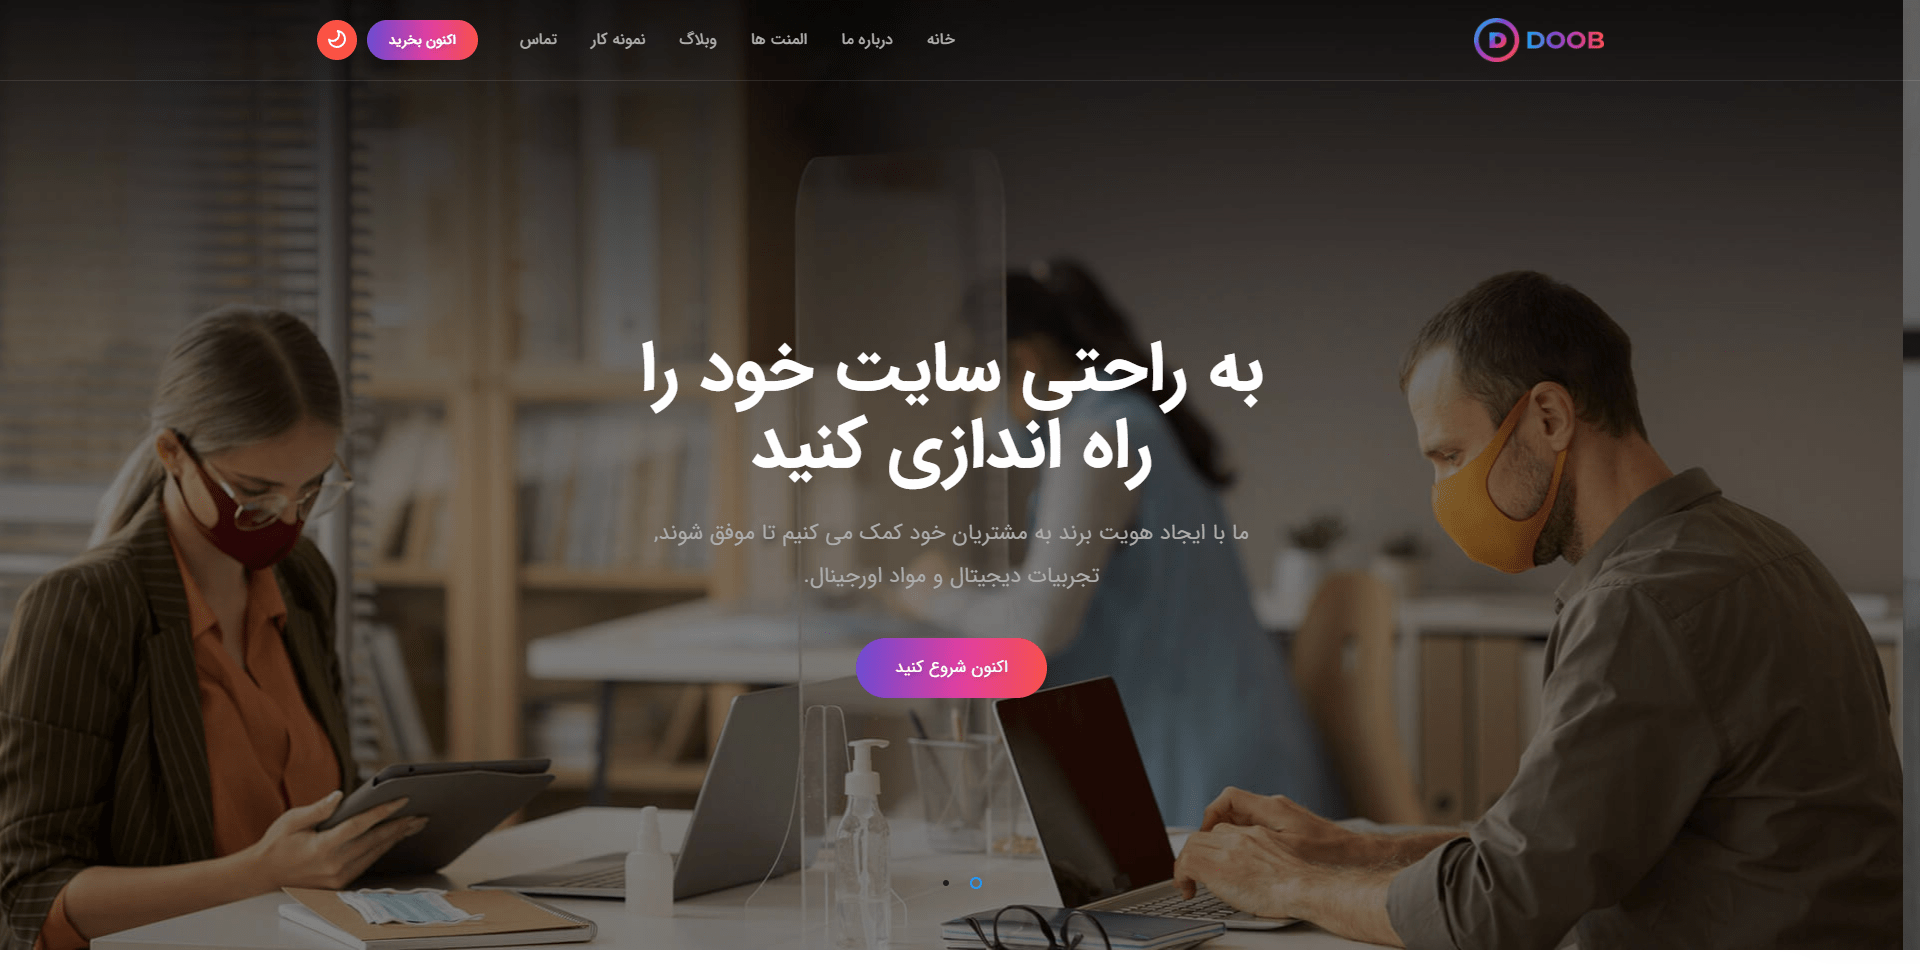 DOOB
خانه
درباره ما
المنت ها
وبلاگ
نمونه کار
تماس
اکنون بخرید
به راحتی سایت خود را
راه اندازی کنید
ما با ایجاد هویت برند به مشتریان خود کمک می کنیم تا موفق شوند,
تجربیات دیجیتال و مواد اورجینال.
اکنون شروع کنید